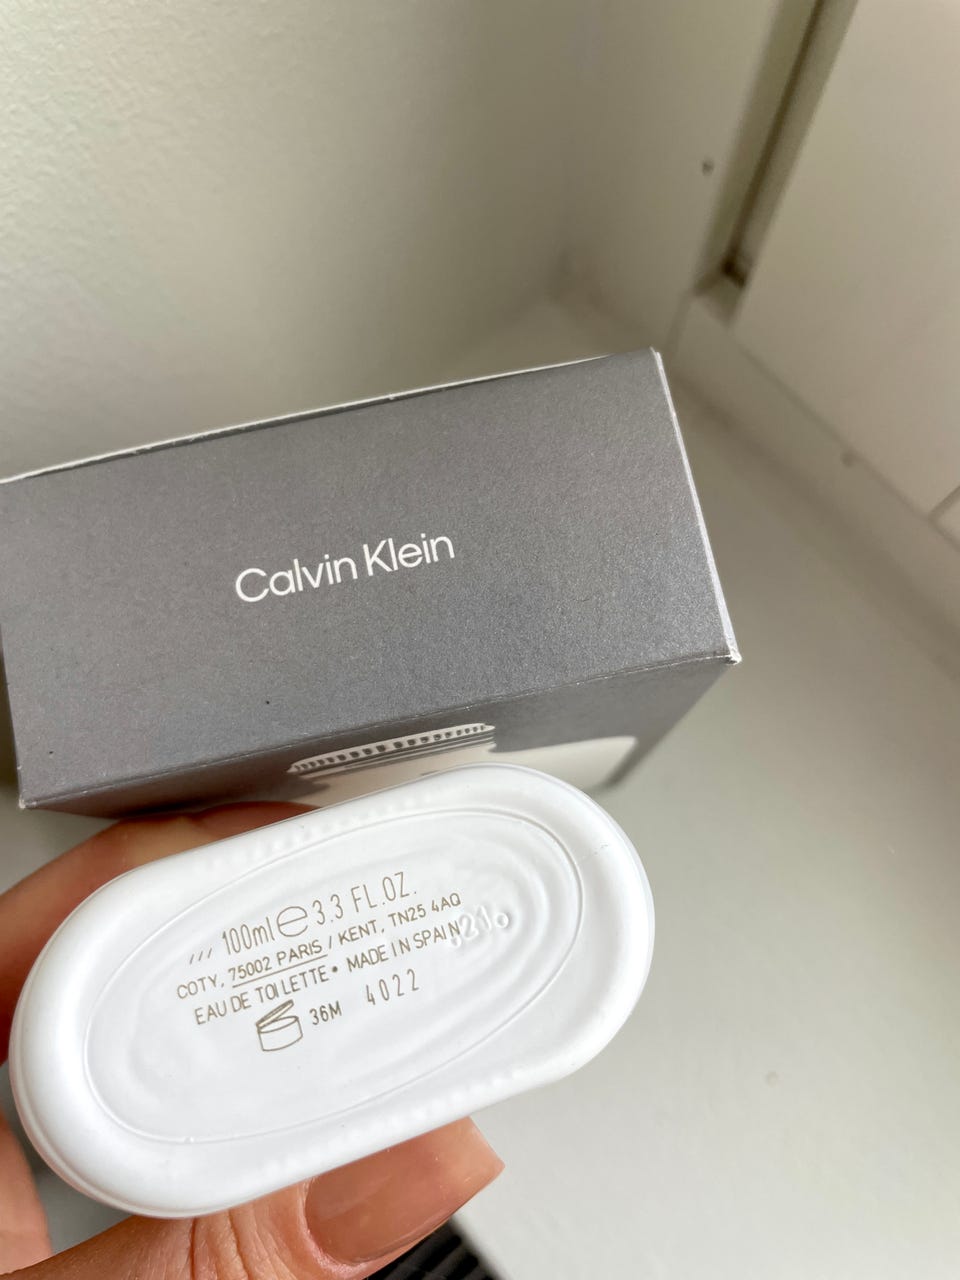 Calvin Klein
100ml ℮ 3.3 FL.OZ.
COTY, 75002 PARIS / KENT, TN25 4AQ
EAU DE TOILETTE • MADE IN SPAIN
36M 4022